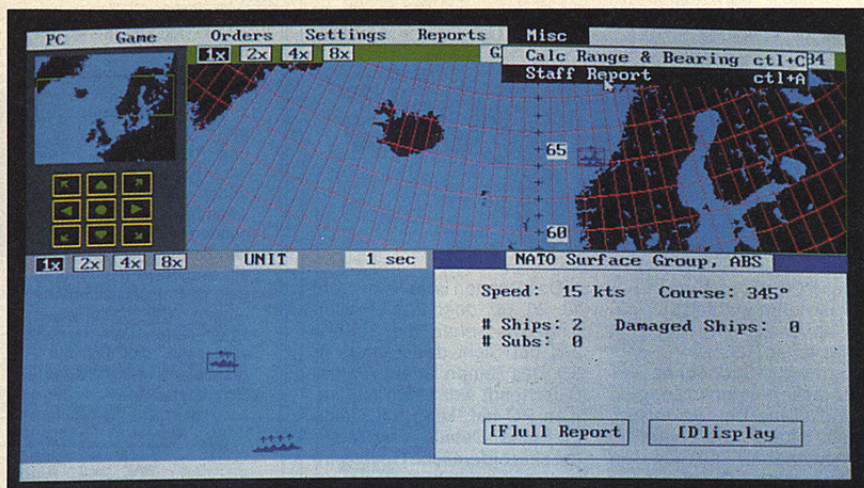 PC Game Orders Settings Reports Misc
1x 2x 4x 8x G 84
Calc Range & Bearing ctl+C
Staff Report ctl+A
65
60
1x 2x 4x 8x UNIT 1 sec
NATO Surface Group, ABS
Speed: 15 kts Course: 345°
# Ships: 2 Damaged Ships: 0
# Subs: 0
[F]ull Report [D]isplay